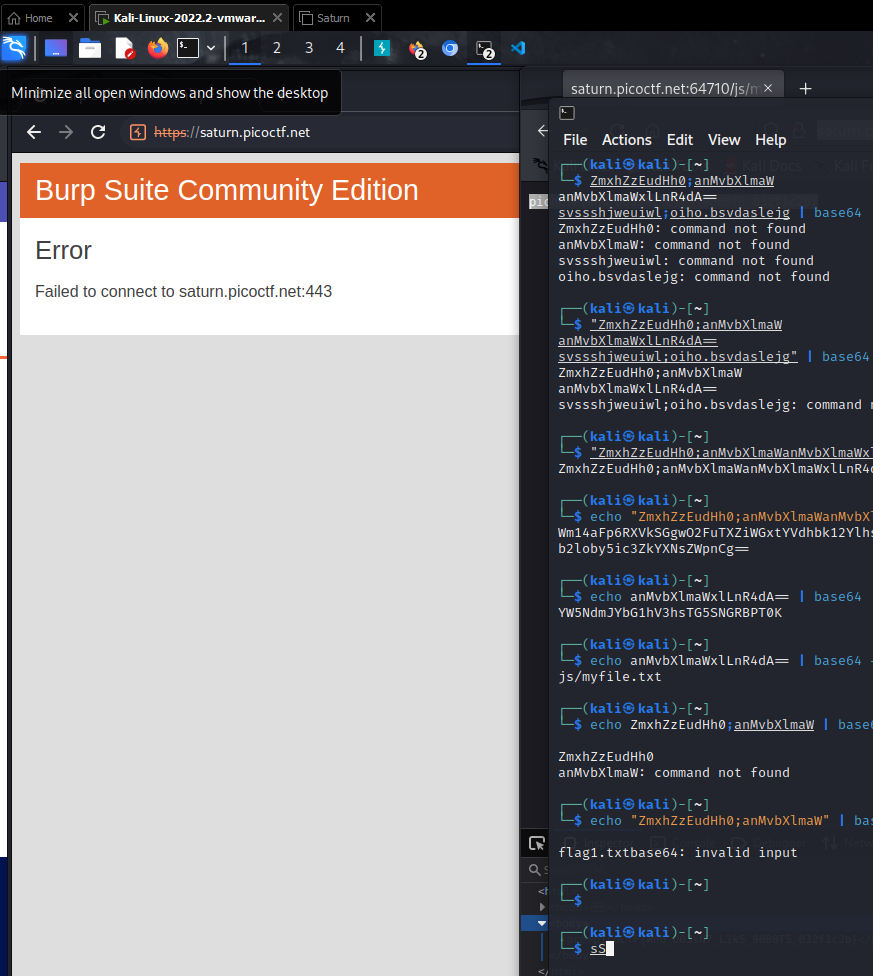 Home
Kali-Linux-2022.2-vmwar...
Saturn
1 2 3 4
2
2
Minimize all open windows and show the desktop
https://saturn.picoctf.net
Burp Suite Community Edition
Error
Failed to connect to saturn.picoctf.net:443
saturn.picoctf.net:64710/js/m
File Actions Edit View Help
┌──(kali㉿kali)-[~]
└─$ ZmxhZzEudHh0;anMvbXlmaW
anMvbXlmaWxlLnR4dA==
svssshjweuiwl;oiho.bsvdaslejg | base64
ZmxhZzEudHh0: command not found
anMvbXlmaW: command not found
svssshjweuiwl: command not found
oiho.bsvdaslejg: command not found
┌──(kali㉿kali)-[~]
└─$ "ZmxhZzEudHh0;anMvbXlmaW
anMvbXlmaWxlLnR4dA==
svssshjweuiwl;oiho.bsvdaslejg" | base64
ZmxhZzEudHh0;anMvbXlmaW
anMvbXlmaWxlLnR4dA==
svssshjweuiwl;oiho.bsvdaslejg: command
┌──(kali㉿kali)-[~]
└─$ "ZmxhZzEudHh0;anMvbXlmaWanMvbXlmaWxl
ZmxhZzEudHh0;anMvbXlmaWanMvbXlmaWxlLnR4d
┌──(kali㉿kali)-[~]
└─$ echo "ZmxhZzEudHh0;anMvbXlmaWanMvbXl
Wm14aFp6RXVkSGgwO2FuTXZiWGxtYVdhbk12Ylhs
b2loby5ic3ZkYXNsZWpnCg==
┌──(kali㉿kali)-[~]
└─$ echo anMvbXlmaWxlLnR4dA== | base64
YW5NdmJYbG1hV3hsTG5SNGRBPT0K
┌──(kali㉿kali)-[~]
└─$ echo anMvbXlmaWxlLnR4dA== | base64 -
js/myfile.txt
┌──(kali㉿kali)-[~]
└─$ echo ZmxhZzEudHh0;anMvbXlmaW | base6
ZmxhZzEudHh0
anMvbXlmaW: command not found
┌──(kali㉿kali)-[~]
└─$ echo "ZmxhZzEudHh0;anMvbXlmaW" | bas
flag1.txtbase64: invalid input
┌──(kali㉿kali)-[~]
└─$
┌──(kali㉿kali)-[~]
└─$ sS